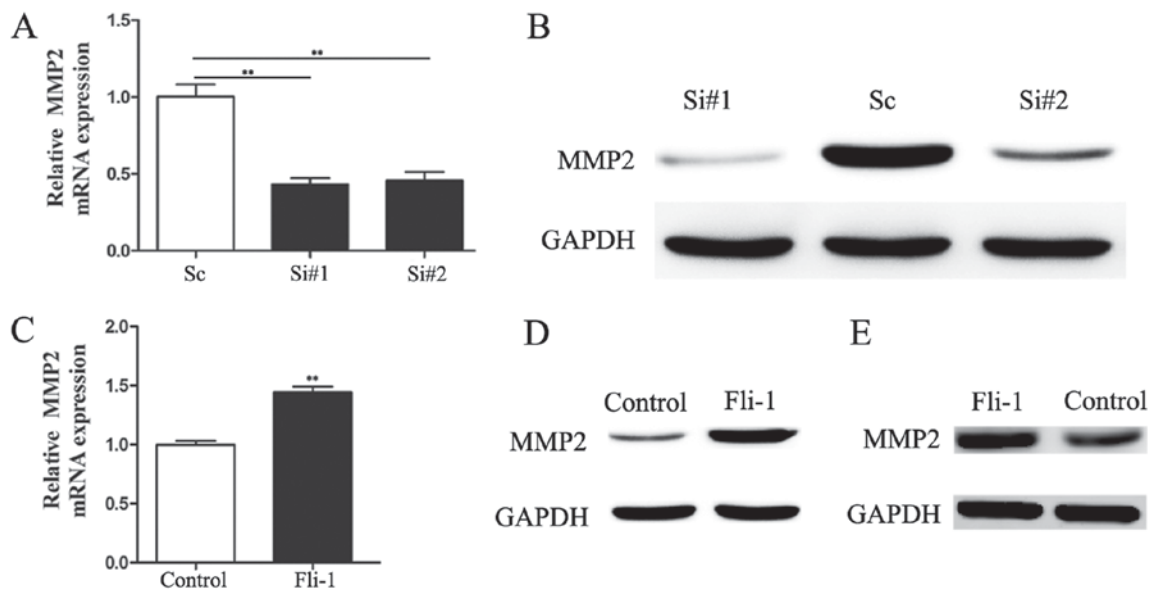 A
Relative MMP2
mRNA expression
1.5
1.0
0.5
0.0
**
**
Sc
Si#1
Si#2
B
Si#1
Sc
Si#2
MMP2
GAPDH
C
Relative MMP2
mRNA expression
2.0
1.5
1.0
0.5
0.0
**
Control
Fli-1
D
Control
Fli-1
MMP2
GAPDH
E
Fli-1
Control
MMP2
GAPDH